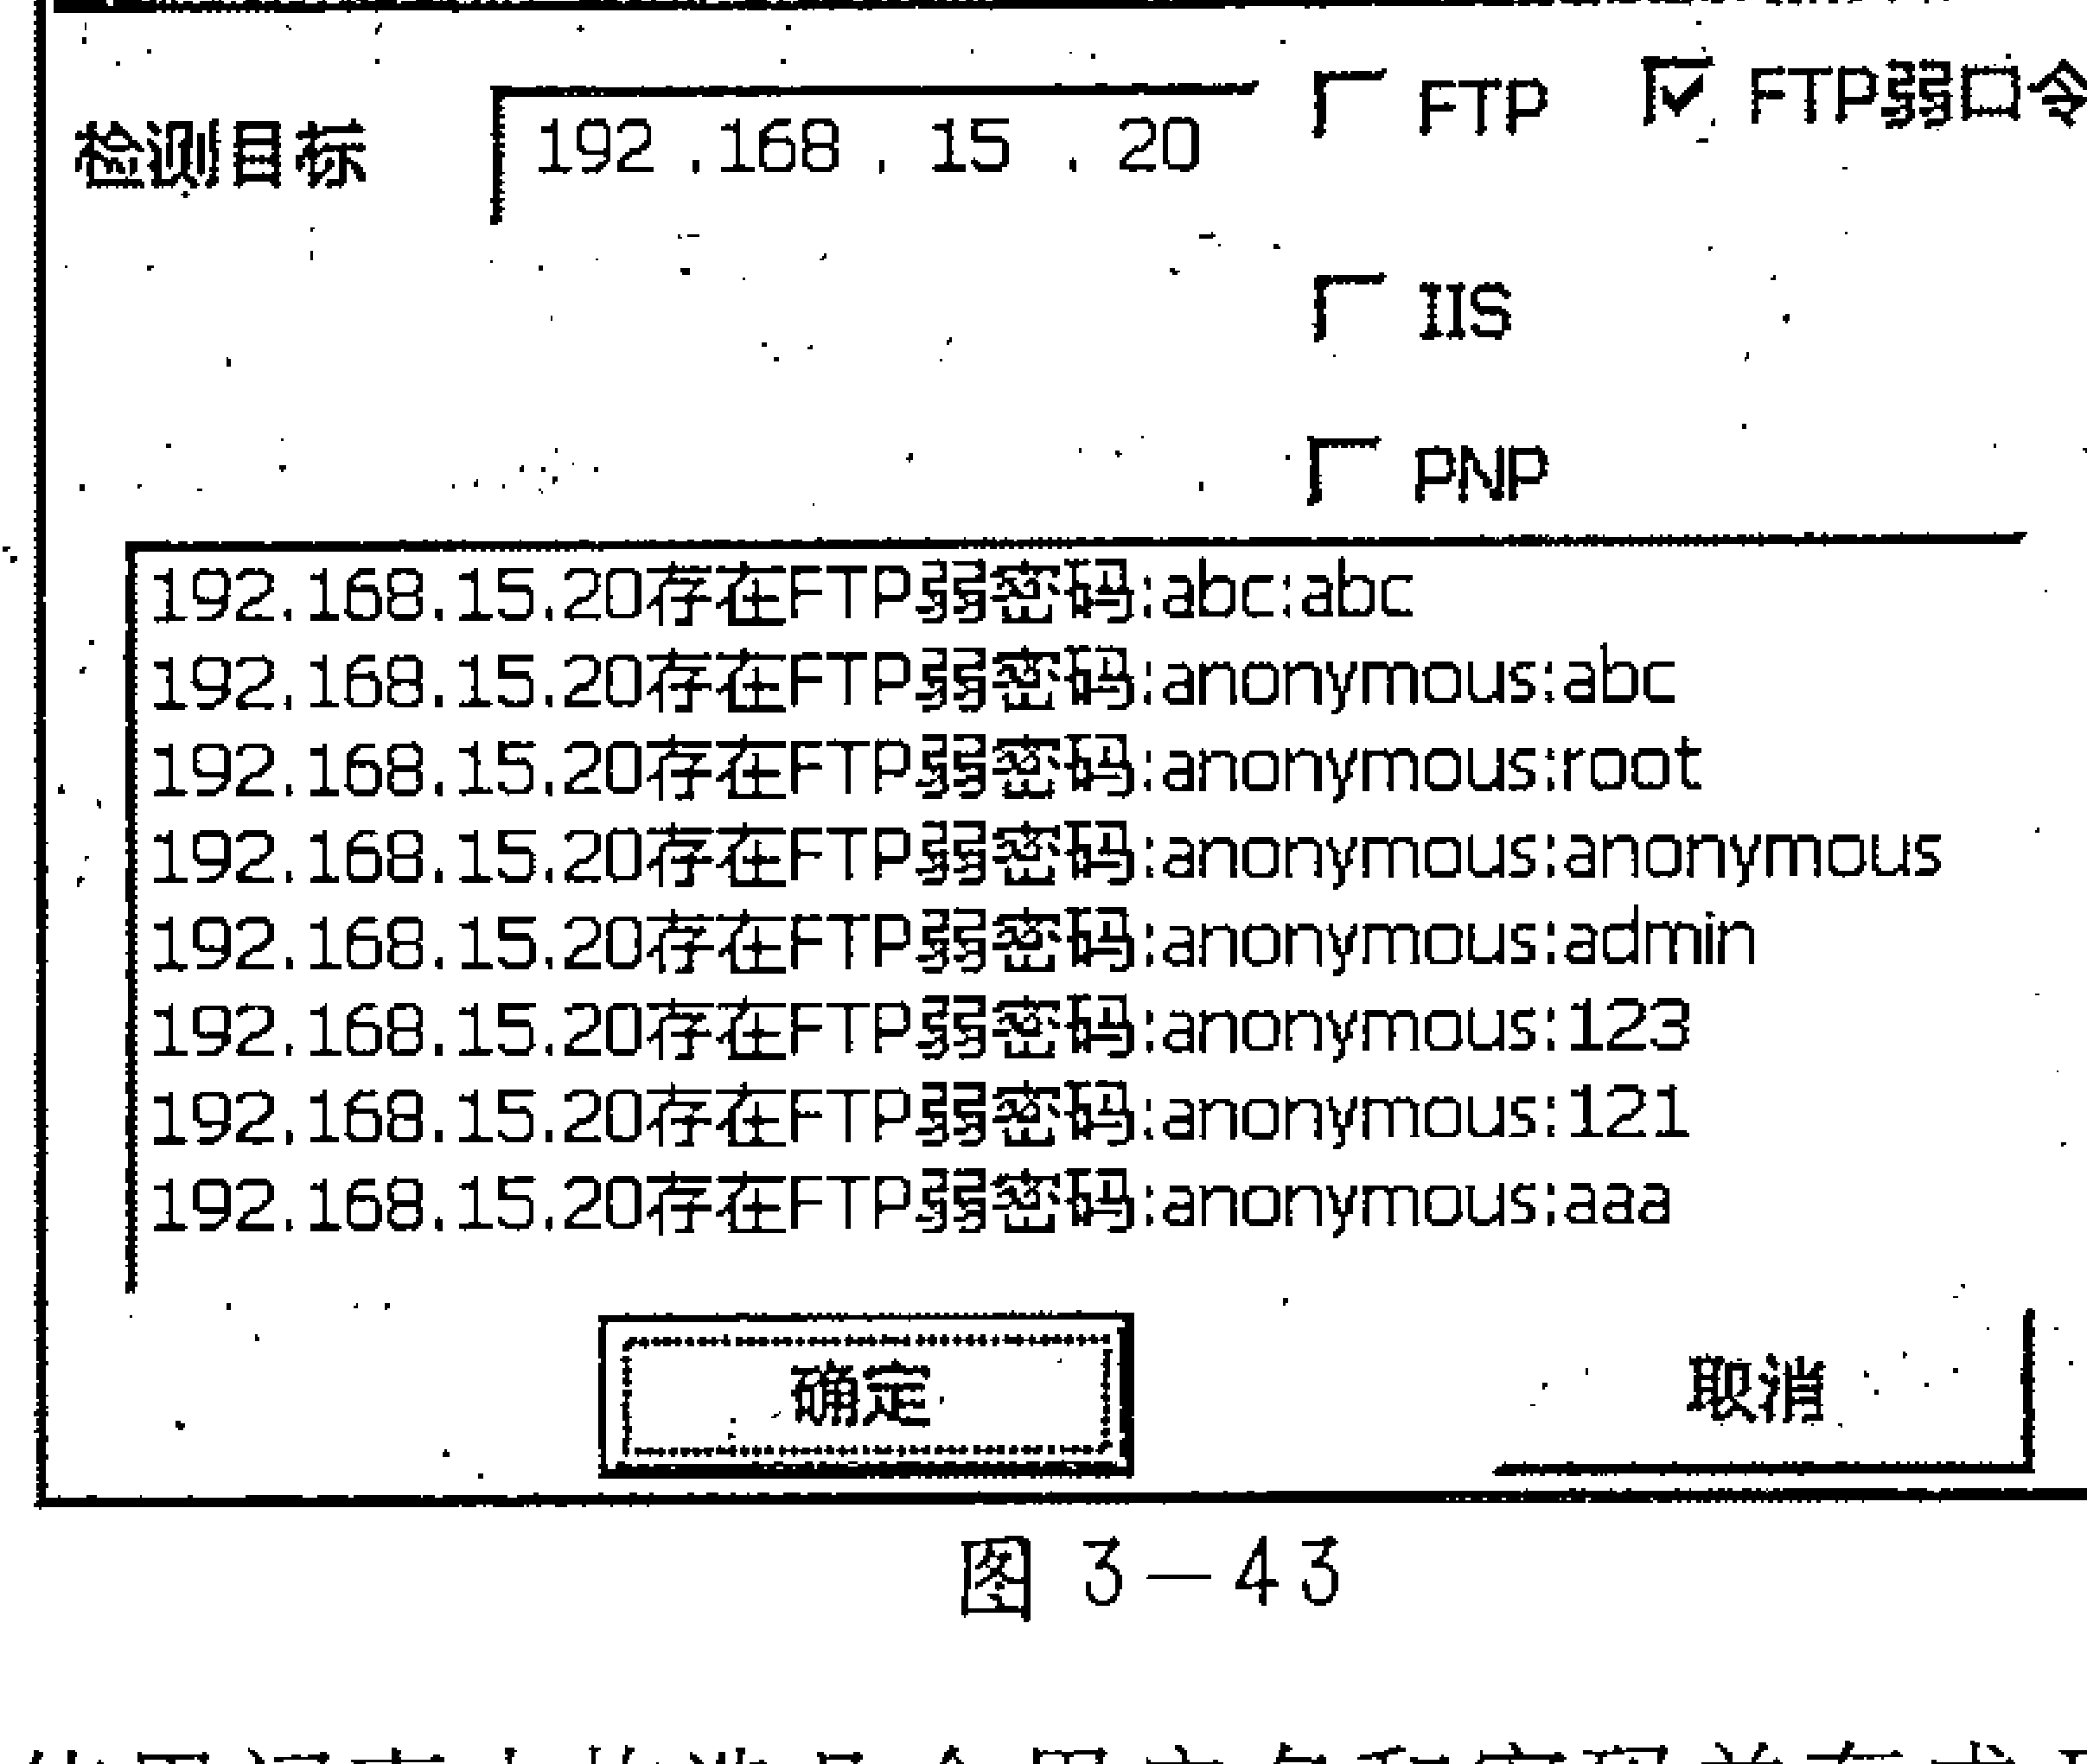 检测目标 192 .168 . 15 . 20 FTP FTP弱口令
IIS
PNP
192.168.15.20存在FTP弱密码:abc:abc
192.168.15.20存在FTP弱密码:anonymous:abc
192.168.15.20存在FTP弱密码:anonymous:root
192.168.15.20存在FTP弱密码:anonymous:anonymous
192.168.15.20存在FTP弱密码:anonymous:admin
192.168.15.20存在FTP弱密码:anonymous:123
192.168.15.20存在FTP弱密码:anonymous:121
192.168.15.20存在FTP弱密码:anonymous:aaa
确定 取消
图 3-43